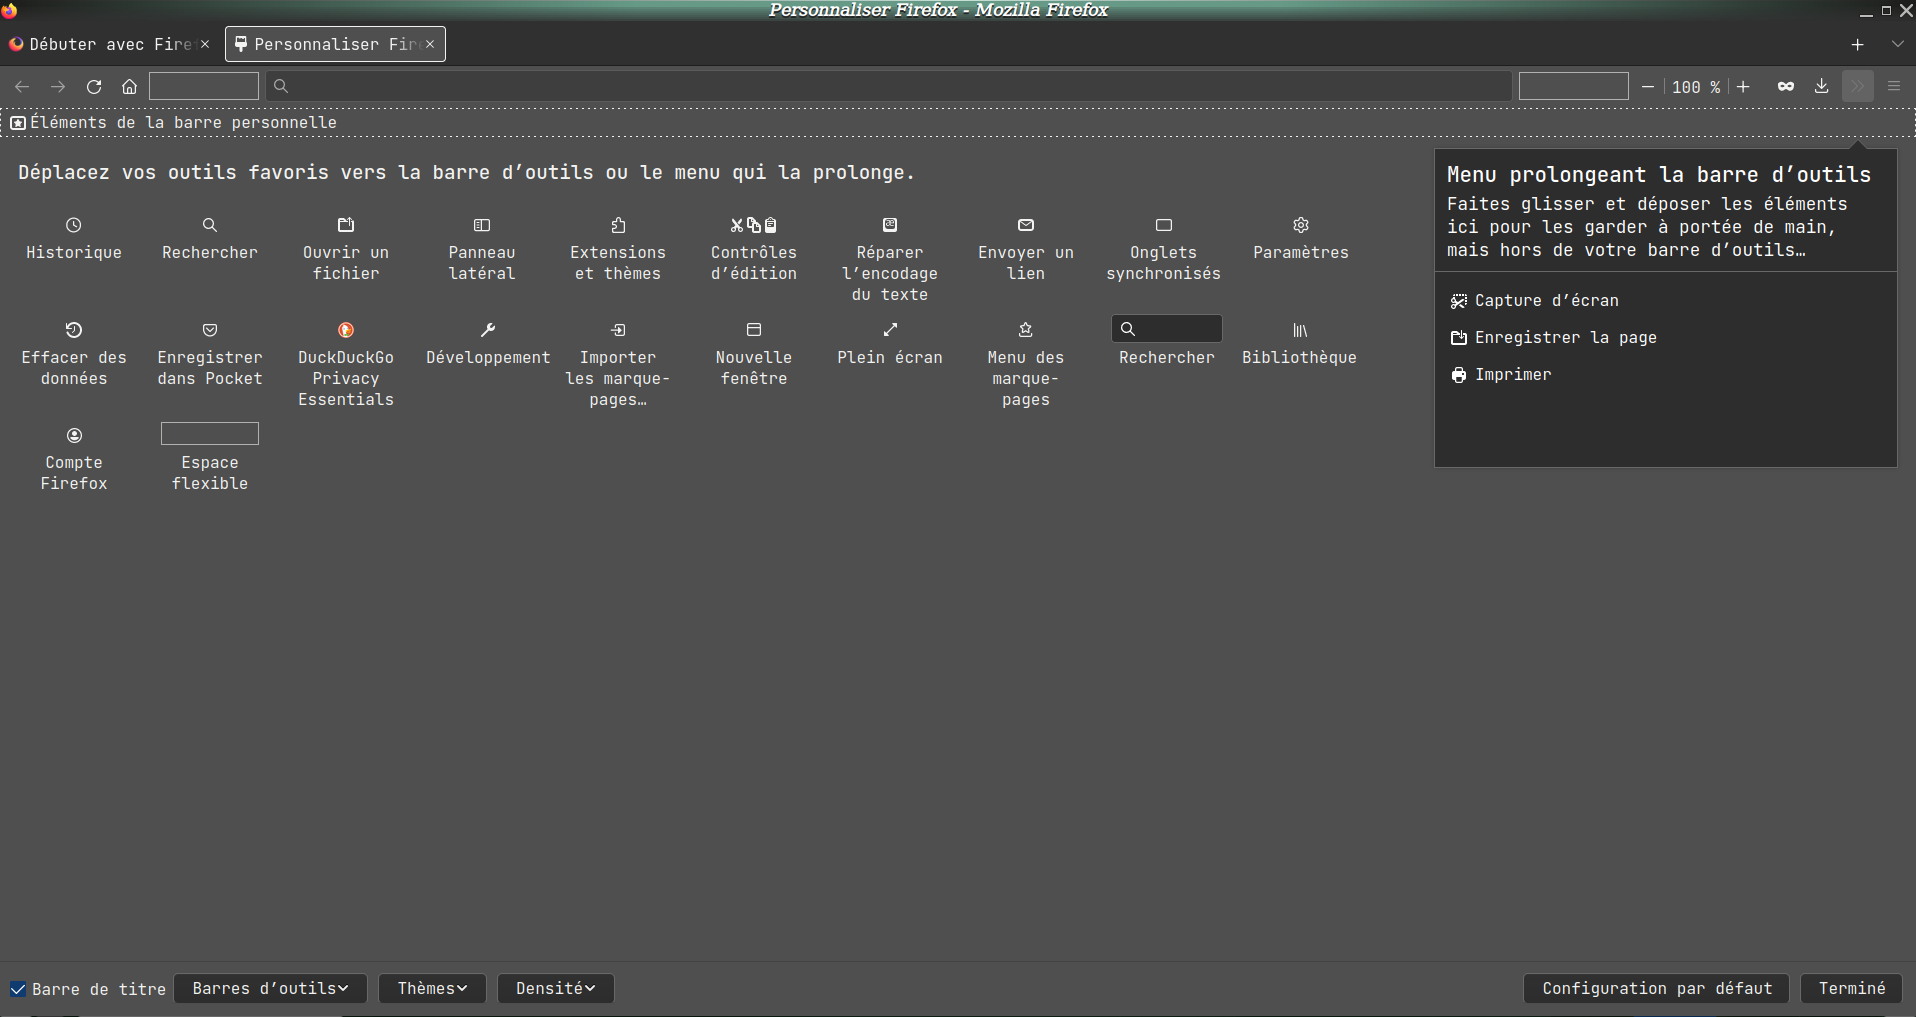 Personnaliser Firefox - Mozilla Firefox
Débuter avec Firef
Personnaliser Fir
100 %
Éléments de la barre personnelle
Déplacez vos outils favoris vers la barre d’outils ou le menu qui la prolonge.
Historique
Rechercher
Ouvrir un
fichier
Panneau
latéral
Extensions
et thèmes
Contrôles
d’édition
Réparer
l’encodage
du texte
Envoyer un
lien
Onglets
synchronisés
Paramètres
Effacer des
données
Enregistrer
dans Pocket
DuckDuckGo
Privacy
Essentials
Développement
Importer
les marque-
pages…
Nouvelle
fenêtre
Plein écran
Menu des
marque-
pages
Rechercher
Bibliothèque
Compte
Firefox
Espace
flexible
Menu prolongeant la barre d’outils
Faites glisser et déposer les éléments
ici pour les garder à portée de main,
mais hors de votre barre d’outils…
Capture d’écran
Enregistrer la page
Imprimer
Barre de titre
Barres d’outils
Thèmes
Densité
Configuration par défaut
Terminé